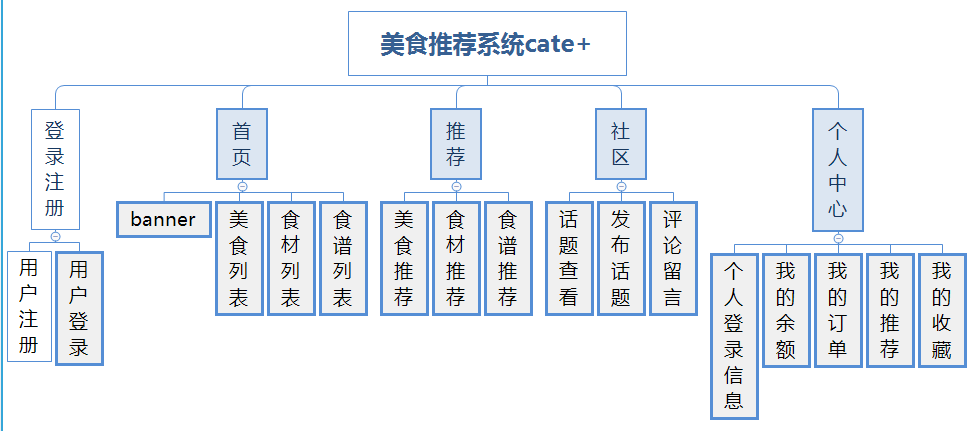 美食推荐系统cate+
登录注册
首页
推荐
社区
个人中心
用户注册
用户登录
banner
美食列表
食材列表
食谱列表
美食推荐
食材推荐
食谱推荐
话题查看
发布话题
评论留言
个人登录信息
我的余额
我的订单
我的推荐
我的收藏